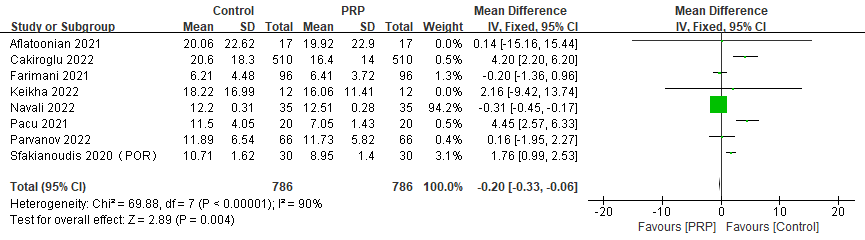 Control PRP Mean Difference Mean Difference
Study or Subgroup Mean SD Total Mean SD Total Weight IV, Fixed, 95% CI IV, Fixed, 95% CI
Aflatoonian 2021 20.06 22.62 17 19.92 22.9 17 0.0% 0.14 [-15.16, 15.44]
Cakiroglu 2022 20.6 18.3 510 16.4 14 510 0.5% 4.20 [2.20, 6.20]
Farimani 2021 6.21 4.48 96 6.41 3.72 96 1.4% -0.20 [-1.36, 0.96]
Keikha 2022 18.22 16.99 12 16.06 11.41 12 0.0% 2.16 [-9.42, 13.74]
Navali 2022 12.2 0.31 35 12.51 0.28 35 94.2% -0.31 [-0.45, -0.17]
Pacu 2021 11.5 4.05 20 7.05 1.43 20 0.5% 4.45 [2.57, 6.33]
Parvanov 2022 11.89 6.54 66 11.73 5.82 66 0.4% 0.16 [-1.95, 2.27]
Sfakianoudis 2020 (POR) 10.71 1.62 30 8.95 1.4 30 3.1% 1.76 [0.99, 2.53]
Total (95% CI) 786 786 100.0% -0.20 [-0.33, -0.06]
Heterogeneity: Chi² = 69.88, df = 7 (P < 0.00001); I² = 90%
Test for overall effect: Z = 2.89 (P = 0.004)
-20 -10 0 10 20
Favours [PRP] Favours [Control]